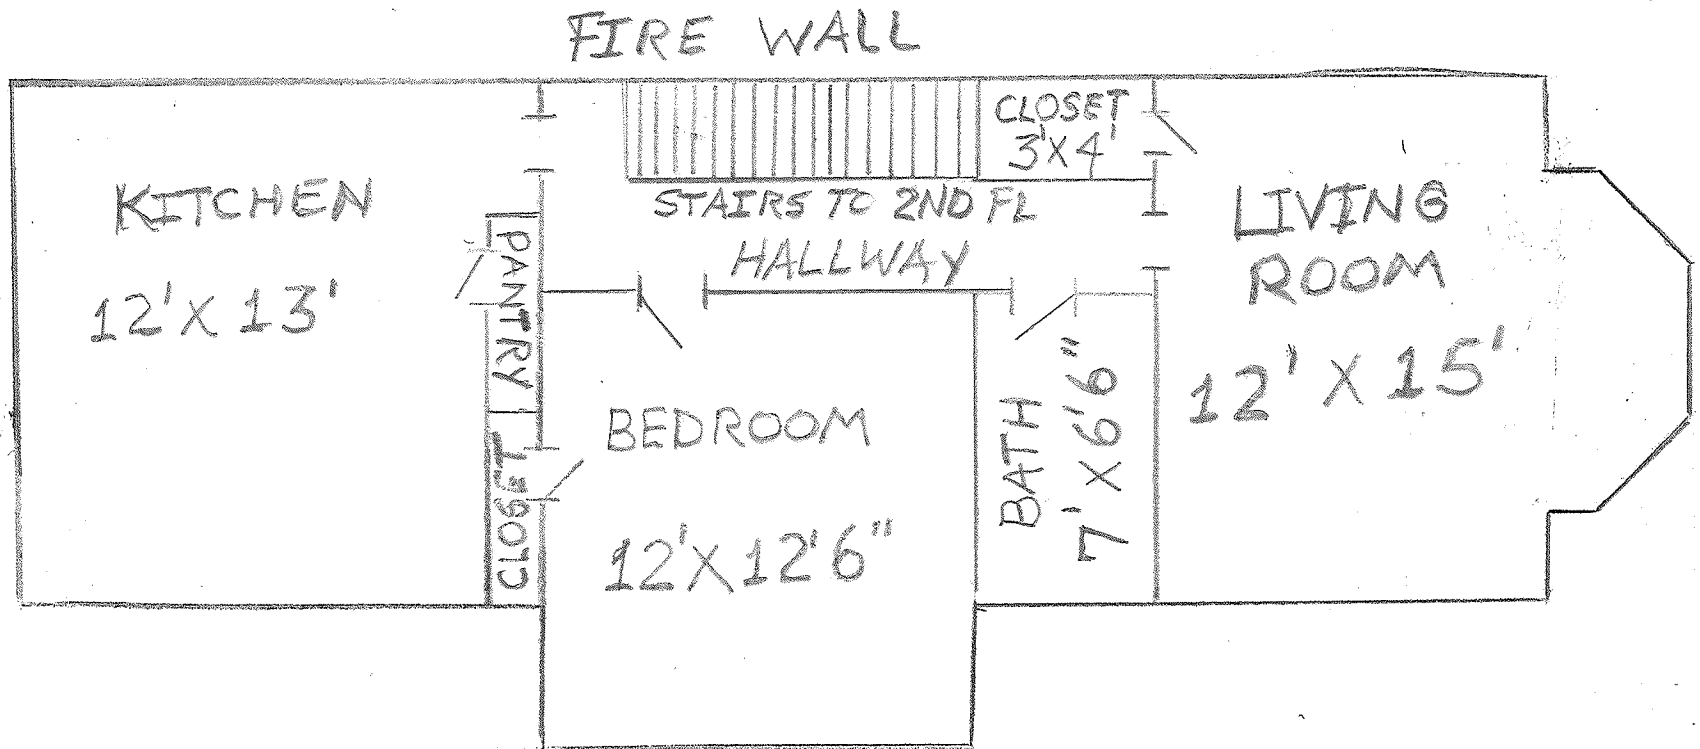 FIRE WALL
CLOSET
3'X4'
KITCHEN
12'X 13'
PANTRY
CLOSET
STAIRS TO 2ND FL
HALLWAY
BEDROOM
12'X12'6"
BATH
7'X6'6"
LIVING
ROOM
12' X 15'